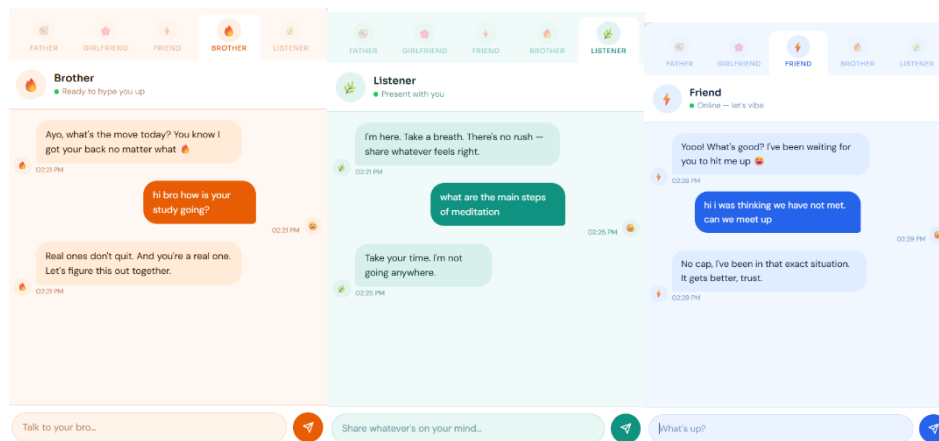 FATHER GIRLFRIEND FRIEND BROTHER LISTENER
Brother
Ready to hype you up
Ayo, what's the move today? You know I
got your back no matter what 🔥
02:21 PM
hi bro how is your
study going?
02:21 PM
Real ones don't quit. And you're a real one.
Let's figure this out together.
02:21 PM
Talk to your bro...
FATHER GIRLFRIEND FRIEND BROTHER LISTENER
Listener
Present with you
I'm here. Take a breath. There's no rush —
share whatever feels right.
02:21 PM
what are the main steps
of meditation
02:25 PM
Take your time. I'm not
going anywhere.
02:25 PM
Share whatever's on your mind...
FATHER GIRLFRIEND FRIEND BROTHER LISTENER
Friend
Online — let's vibe
Yooo! What's good? I've been waiting for
you to hit me up 😄
02:28 PM
hi i was thinking we have not met.
can we meet up
02:29 PM
No cap, I've been in that exact situation.
It gets better, trust.
02:29 PM
What's up?